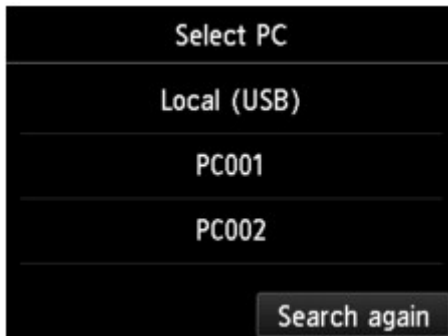 Select PC
Local (USB)
PC001
PC002
Search again